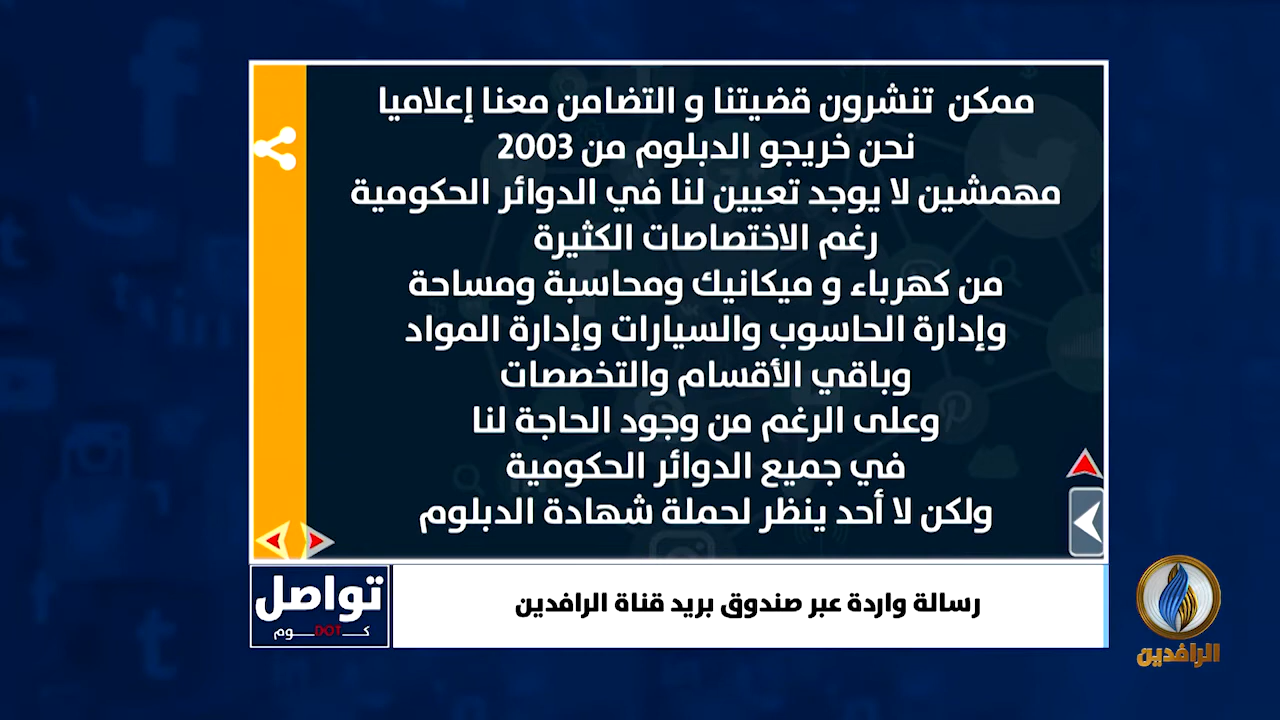 ممكن تنشرون قضيتنا و التضامن معنا إعلاميا
نحن خريجو الدبلوم من 2003
مهمشين لا يوجد تعيين لنا في الدوائر الحكومية
رغم الاختصاصات الكثيرة
من كهرباء و ميكانيك ومحاسبة ومساحة
وإدارة الحاسوب والسيارات وإدارة المواد
وباقي الأقسام والتخصصات
وعلى الرغم من وجود الحاجة لنا
في جميع الدوائر الحكومية
ولكن لا أحد ينظر لحملة شهادة الدبلوم
تواصل
كـــDOTـــوم
رسالة واردة عبر صندوق بريد قناة الرافدين
الرافدين